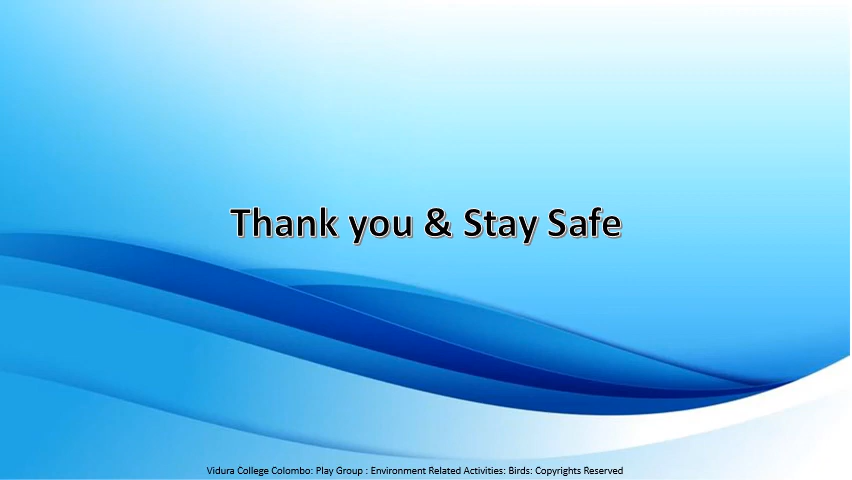 Thank you & Stay Safe
Vidura College Colombo: Play Group : Environment Related Activities: Birds: Copyrights Reserved